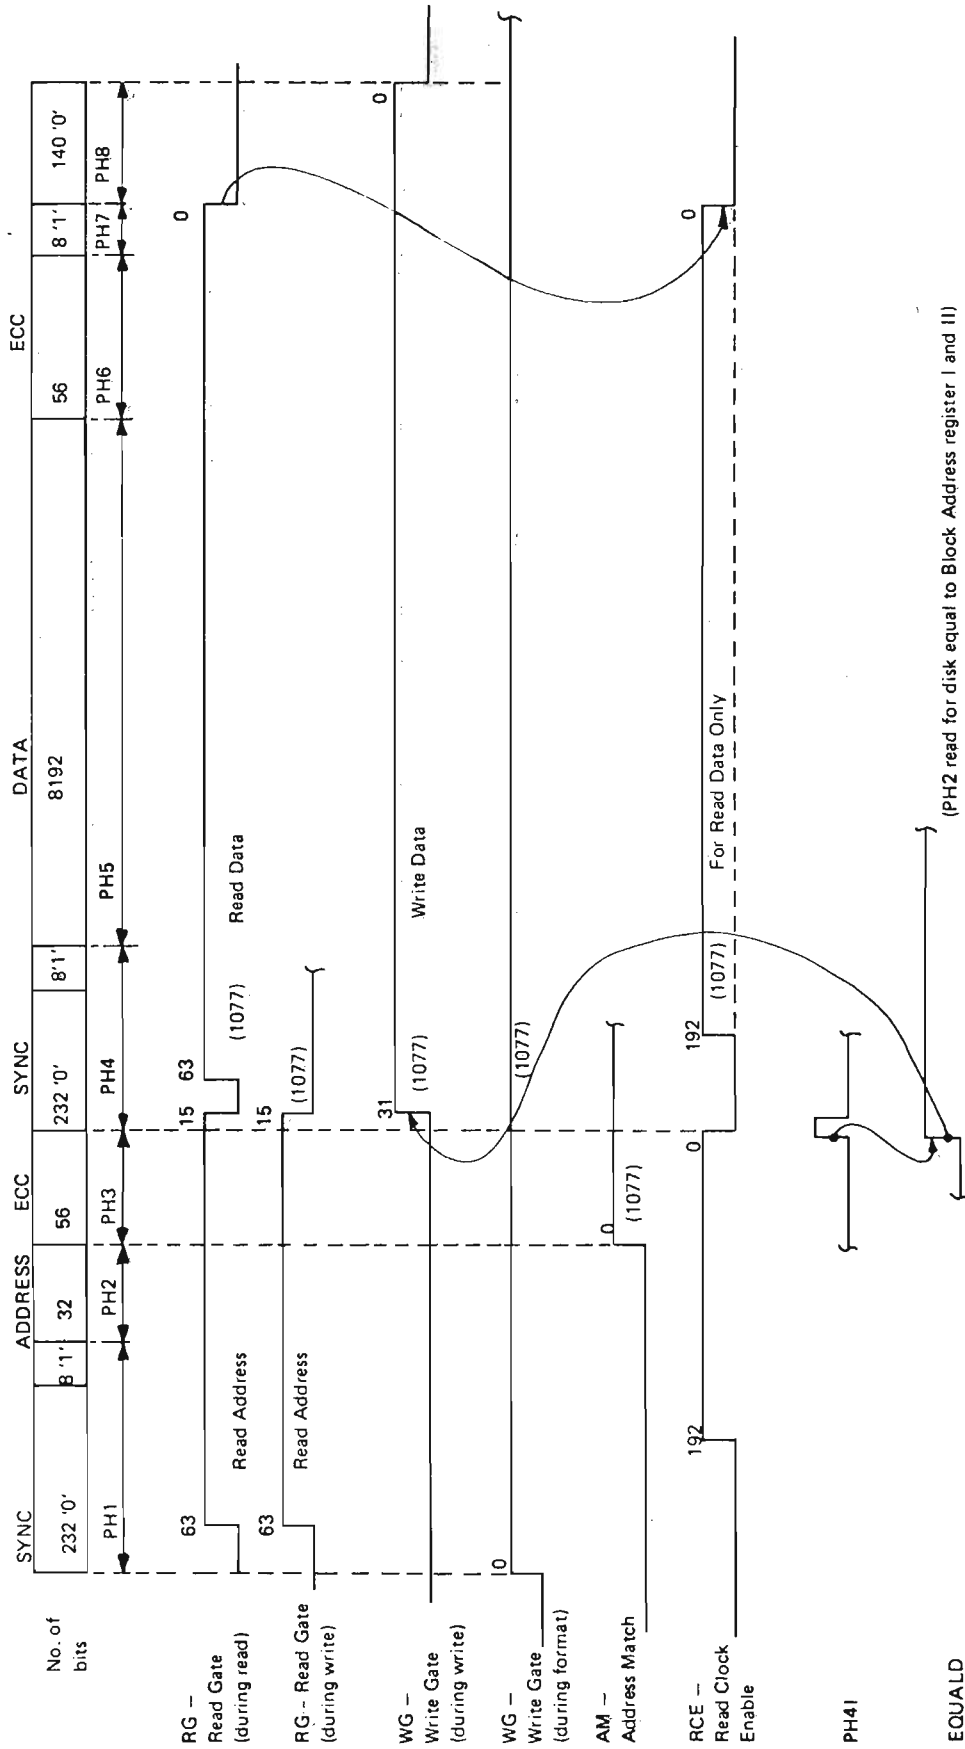 SYNC ADDRESS ECC SYNC DATA ECC
No. of bits 232 '0' 8 '1' 32 56 232 '0' 8'1' 8192 56 8 '1' 140 '0'
PH1 PH2 PH3 PH4 PH5 PH6 PH7 PH8
RG –
Read Gate
(during read)
63
Read Address
15
63
(1077)
Read Data
0
RG – Read Gate
(during write)
63
Read Address
15
(1077)
WG –
Write Gate
(during write)
31
(1077)
Write Data
0
WG –
Write Gate
(during format)
0
(1077)
AM –
Address Match
0
(1077)
RCE –
Read Clock
Enable
192
0
192
(1077)
For Read Data Only
0
PH4I
EQUALD
(PH2 read for disk equal to Block Address register I and II)